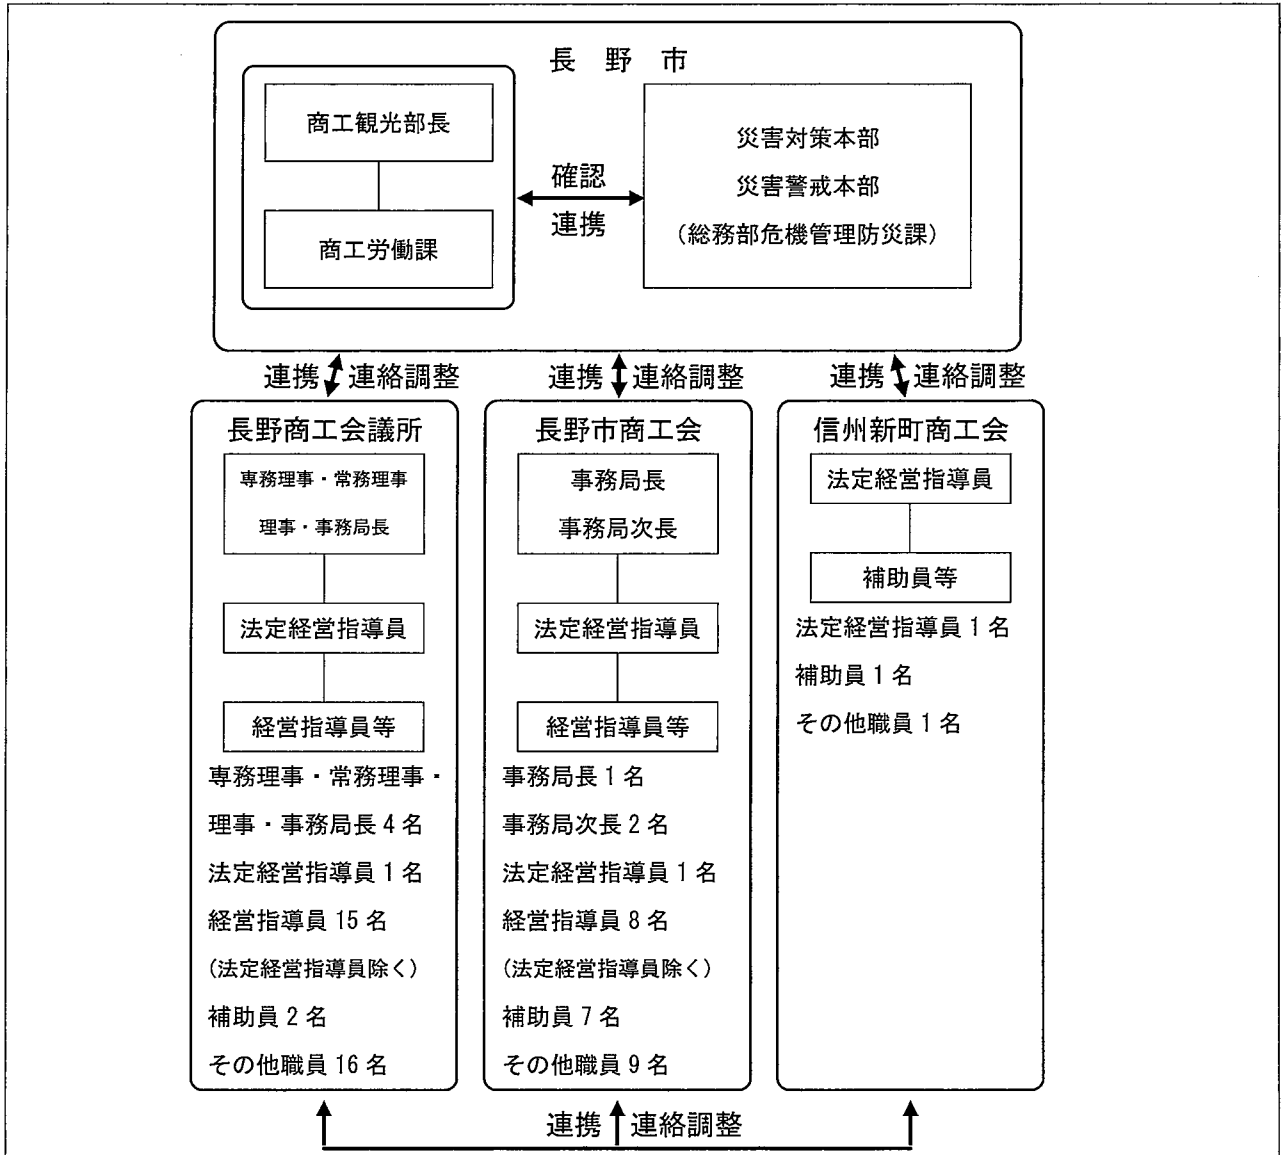 長野市
商工観光部長
商工労働課
確認
連携
災害対策本部
災害警戒本部
(総務部危機管理防災課)
連携 連絡調整
連携 連絡調整
連携 連絡調整
長野商工会議所
専務理事・常務理事
理事・事務局長
法定経営指導員
経営指導員等
専務理事・常務理事・
理事・事務局長4名
法定経営指導員1名
経営指導員15名
(法定経営指導員除く)
補助員2名
その他職員16名
長野市商工会
事務局長
事務局次長
法定経営指導員
経営指導員等
事務局長1名
事務局次長2名
法定経営指導員1名
経営指導員8名
(法定経営指導員除く)
補助員7名
その他職員9名
信州新町商工会
法定経営指導員
補助員等
法定経営指導員1名
補助員1名
その他職員1名
連携 連絡調整